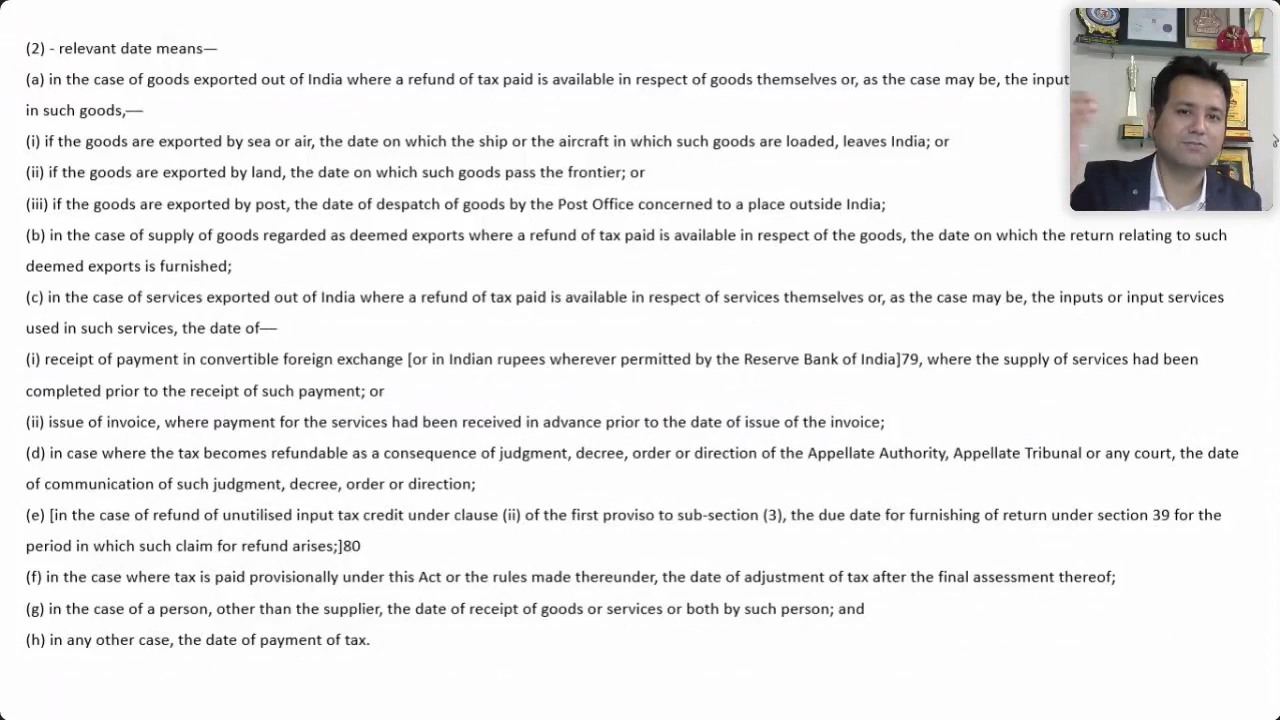 (2) - relevant date means—
(a) in the case of goods exported out of India where a refund of tax paid is available in respect of goods themselves or, as the case may be, the input
in such goods,—
(i) if the goods are exported by sea or air, the date on which the ship or the aircraft in which such goods are loaded, leaves India; or
(ii) if the goods are exported by land, the date on which such goods pass the frontier; or
(iii) if the goods are exported by post, the date of despatch of goods by the Post Office concerned to a place outside India;
(b) in the case of supply of goods regarded as deemed exports where a refund of tax paid is available in respect of the goods, the date on which the return relating to such
deemed exports is furnished;
(c) in the case of services exported out of India where a refund of tax paid is available in respect of services themselves or, as the case may be, the inputs or input services
used in such services, the date of—
(i) receipt of payment in convertible foreign exchange [or in Indian rupees wherever permitted by the Reserve Bank of India]79, where the supply of services had been
completed prior to the receipt of such payment; or
(ii) issue of invoice, where payment for the services had been received in advance prior to the date of issue of the invoice;
(d) in case where the tax becomes refundable as a consequence of judgment, decree, order or direction of the Appellate Authority, Appellate Tribunal or any court, the date
of communication of such judgment, decree, order or direction;
(e) [in the case of refund of unutilised input tax credit under clause (ii) of the first proviso to sub-section (3), the due date for furnishing of return under section 39 for the
period in which such claim for refund arises;]80
(f) in the case where tax is paid provisionally under this Act or the rules made thereunder, the date of adjustment of tax after the final assessment thereof;
(g) in the case of a person, other than the supplier, the date of receipt of goods or services or both by such person; and
(h) in any other case, the date of payment of tax.